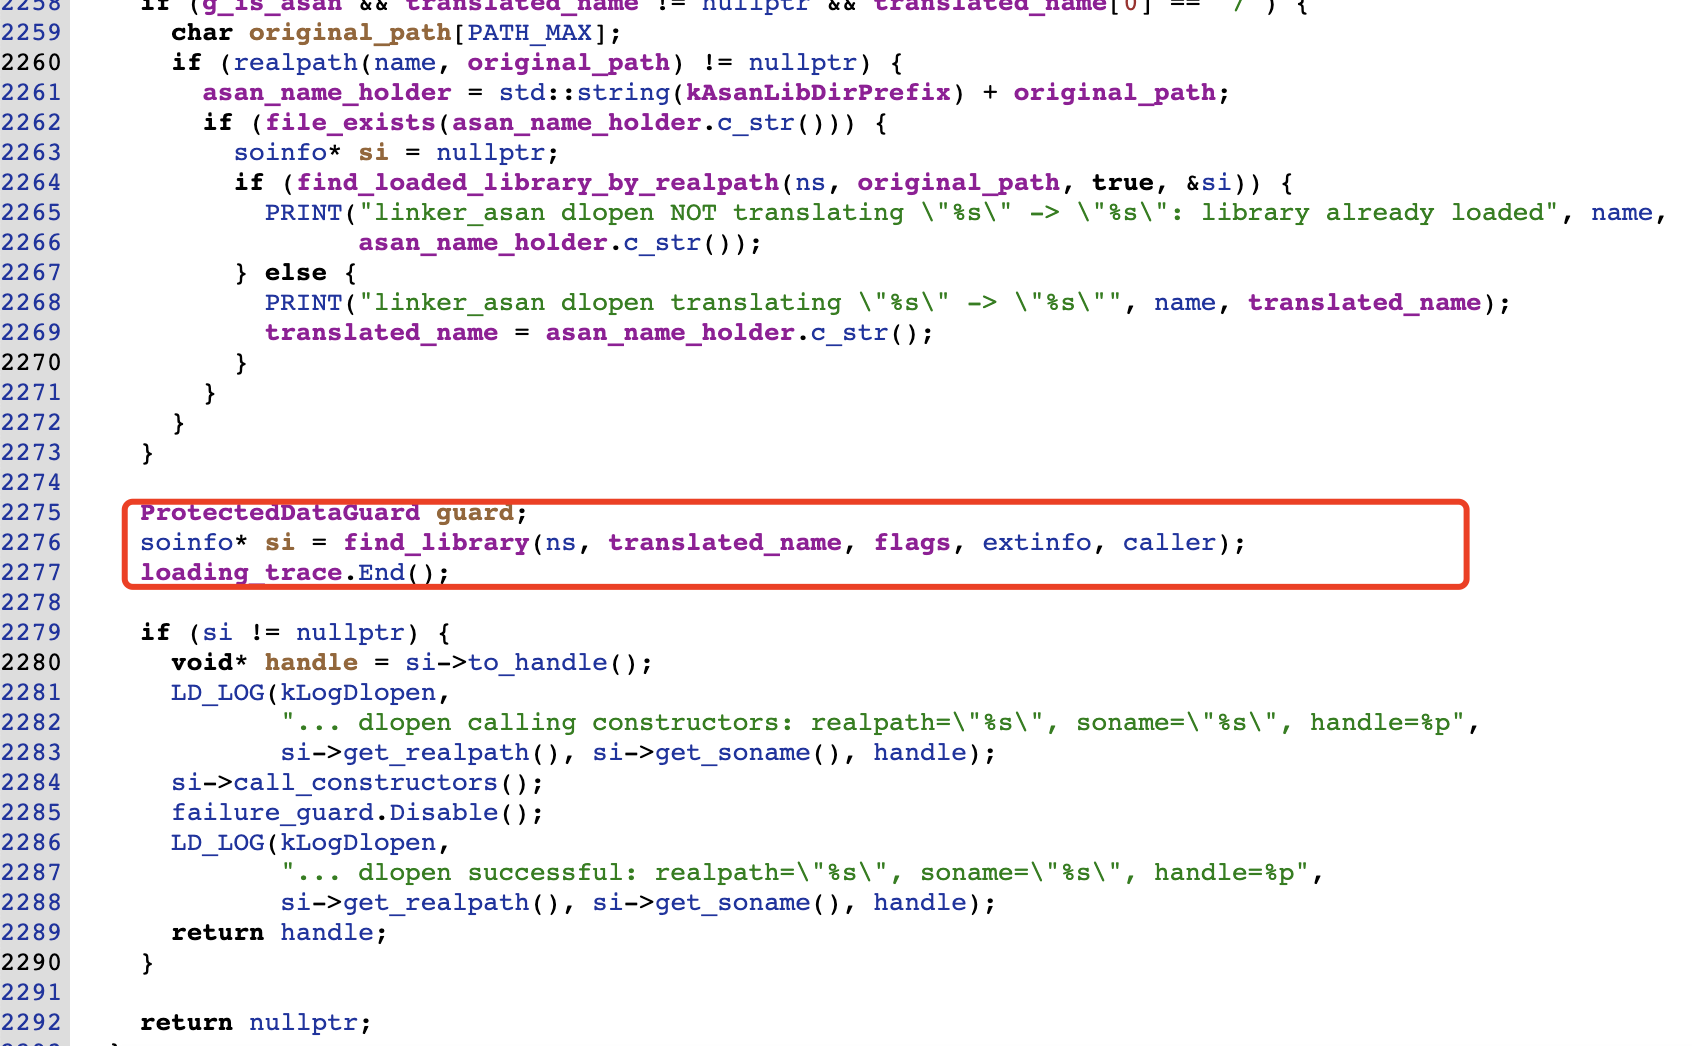 2258     if (g_is_asan && translated_name != nullptr && translated_name[0] == '/') {
2259       char original_path[PATH_MAX];
2260       if (realpath(name, original_path) != nullptr) {
2261         asan_name_holder = std::string(kAsanLibDirPrefix) + original_path;
2262         if (file_exists(asan_name_holder.c_str())) {
2263           soinfo* si = nullptr;
2264           if (find_loaded_library_by_realpath(ns, original_path, true, &si)) {
2265             PRINT("linker_asan dlopen NOT translating \"%s\" -> \"%s\": library already loaded", name,
2266                   asan_name_holder.c_str());
2267           } else {
2268             PRINT("linker_asan dlopen translating \"%s\" -> \"%s\"", name, translated_name);
2269             translated_name = asan_name_holder.c_str();
2270           }
2271         }
2272       }
2273     }
2274
2275     ProtectedDataGuard guard;
2276     soinfo* si = find_library(ns, translated_name, flags, extinfo, caller);
2277     loading_trace.End();
2278
2279     if (si != nullptr) {
2280       void* handle = si->to_handle();
2281       LD_LOG(kLogDlopen,
2282              "... dlopen calling constructors: realpath=\"%s\", soname=\"%s\", handle=%p",
2283              si->get_realpath(), si->get_soname(), handle);
2284       si->call_constructors();
2285       failure_guard.Disable();
2286       LD_LOG(kLogDlopen,
2287              "... dlopen successful: realpath=\"%s\", soname=\"%s\", handle=%p",
2288              si->get_realpath(), si->get_soname(), handle);
2289       return handle;
2290     }
2291
2292     return nullptr;